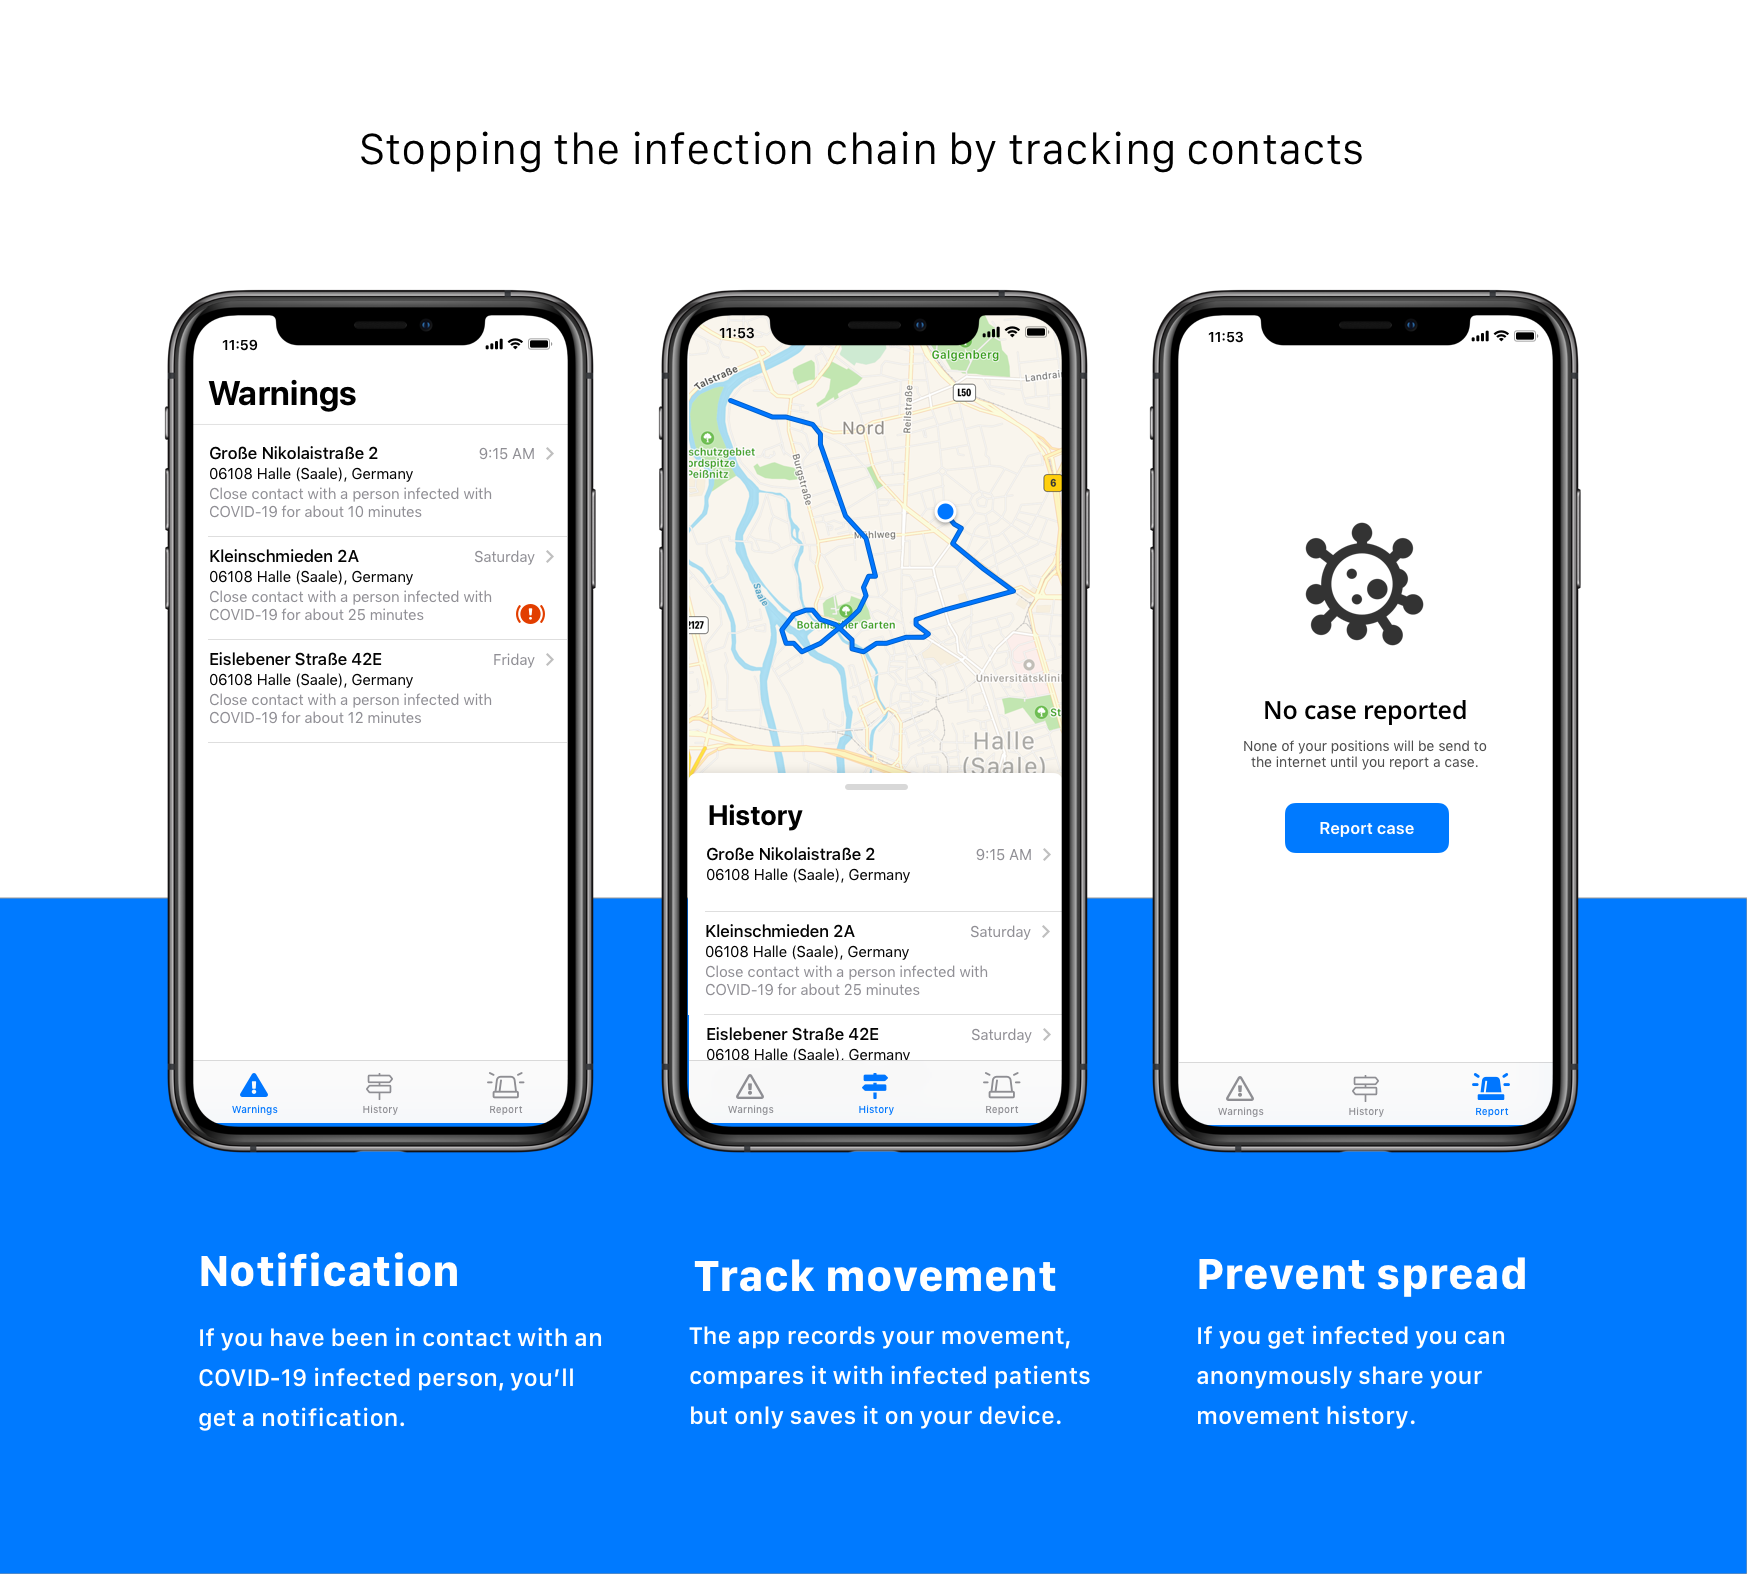 Stopping the infection chain by tracking contacts
11:59
Warnings
Große Nikolaistraße 2
9:15 AM
06108 Halle (Saale), Germany
Close contact with a person infected with
COVID-19 for about 10 minutes
Kleinschmieden 2A
Saturday
06108 Halle (Saale), Germany
Close contact with a person infected with
COVID-19 for about 25 minutes
Eislebener Straße 42E
Friday
06108 Halle (Saale), Germany
Close contact with a person infected with
COVID-19 for about 12 minutes
Warnings
History
Report
11:53
Galgenberg
Talstraße
Landrai
L50
Reilstraße
Nord
schutzgebiet
ordspitze
Peißnitz
Burgstraße
6
hlweg
Saale
2127
Botan
er Garten
Universitätsklini
St
Halle
(Saale)
History
Große Nikolaistraße 2
9:15 AM
06108 Halle (Saale), Germany
Kleinschmieden 2A
Saturday
06108 Halle (Saale), Germany
Close contact with a person infected with
COVID-19 for about 25 minutes
Eislebener Straße 42E
Saturday
06108 Halle (Saale), Germany
Warnings
History
Report
11:53
No case reported
None of your positions will be send to
the internet until you report a case.
Report case
Warnings
History
Report
Notification
If you have been in contact with an
COVID-19 infected person, you'll
get a notification.
Track movement
The app records your movement,
compares it with infected patients
but only saves it on your device.
Prevent spread
If you get infected you can
anonymously share your
movement history.